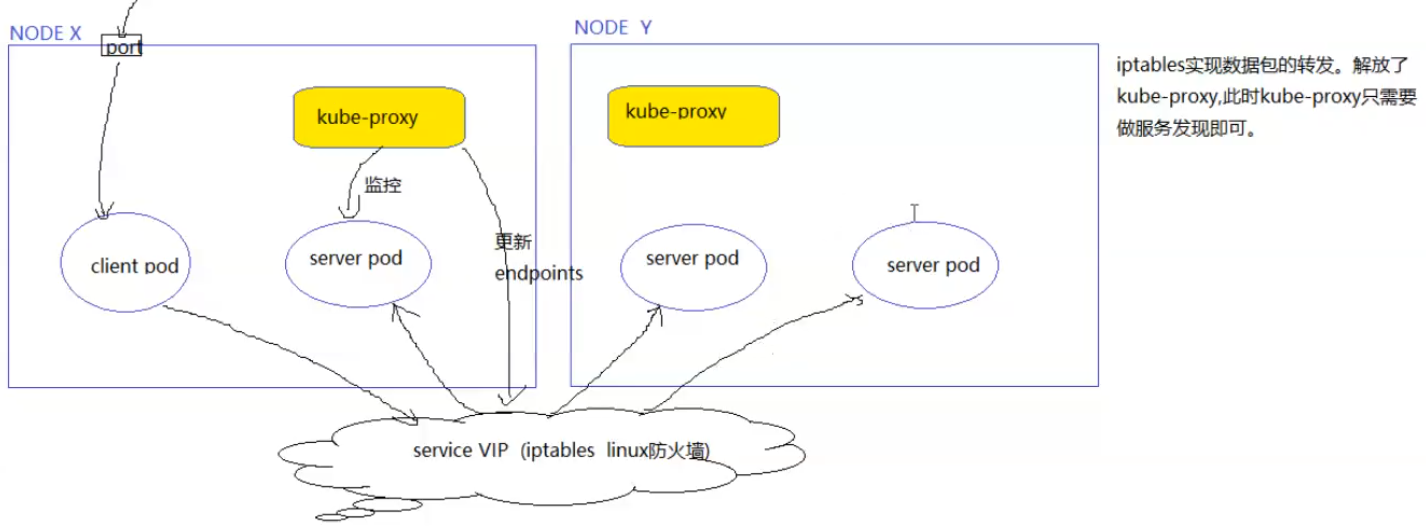 NODE X
port
kube-proxy
监控
更新
endpoints
client pod
server pod
NODE Y
kube-proxy
server pod
server pod
service VIP (iptables linux防火墙)
iptables实现数据包的转发。解放了
kube-proxy,此时kube-proxy只需要
做服务发现即可。